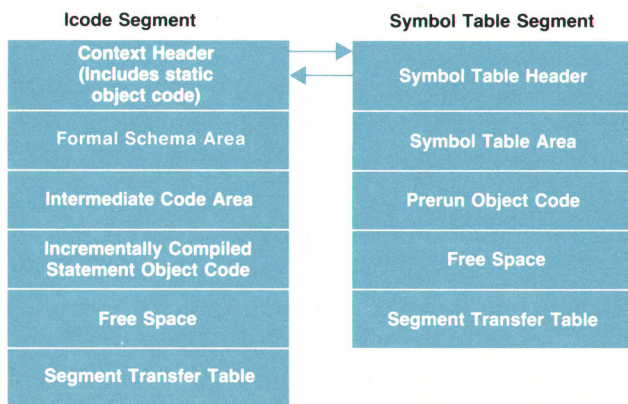 Icode Segment
Context Header
(Includes static
object code)
Formal Schema Area
Intermediate Code Area
Incrementally Compiled
Statement Object Code
Free Space
Segment Transfer Table
Symbol Table Segment
Symbol Table Header
Symbol Table Area
Prerun Object Code
Free Space
Segment Transfer Table